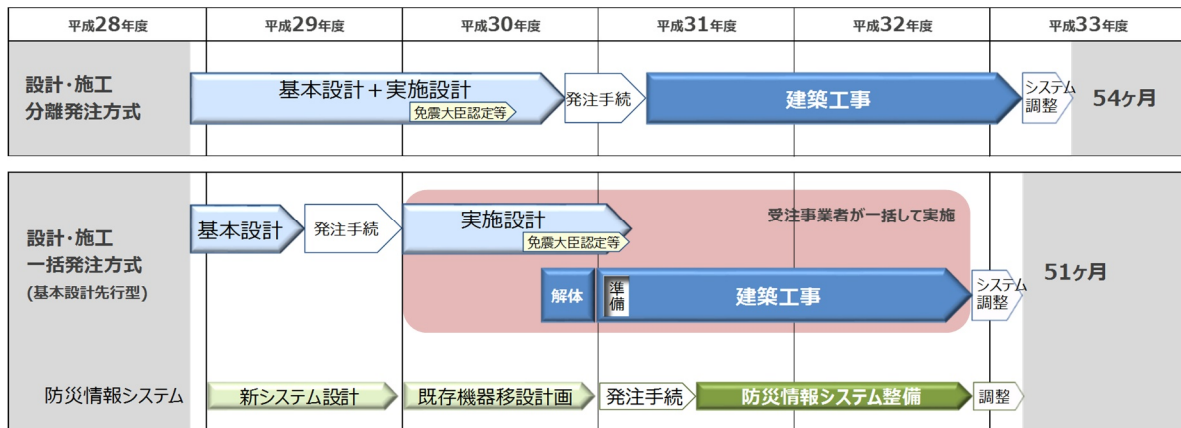 平成28年度 平成29年度 平成30年度 平成31年度 平成32年度 平成33年度
設計・施工
分離発注方式
基本設計＋実施設計
免震大臣認定等
発注手続
建築工事
システム
調整
54ヶ月
設計・施工
一括発注方式
(基本設計先行型)
基本設計
発注手続
実施設計
免震大臣認定等
受注事業者が一括して実施
解体
準
備
建築工事
システム
調整
51ヶ月
防災情報システム
新システム設計
既存機器移設計画
発注手続
防災情報システム整備
調整